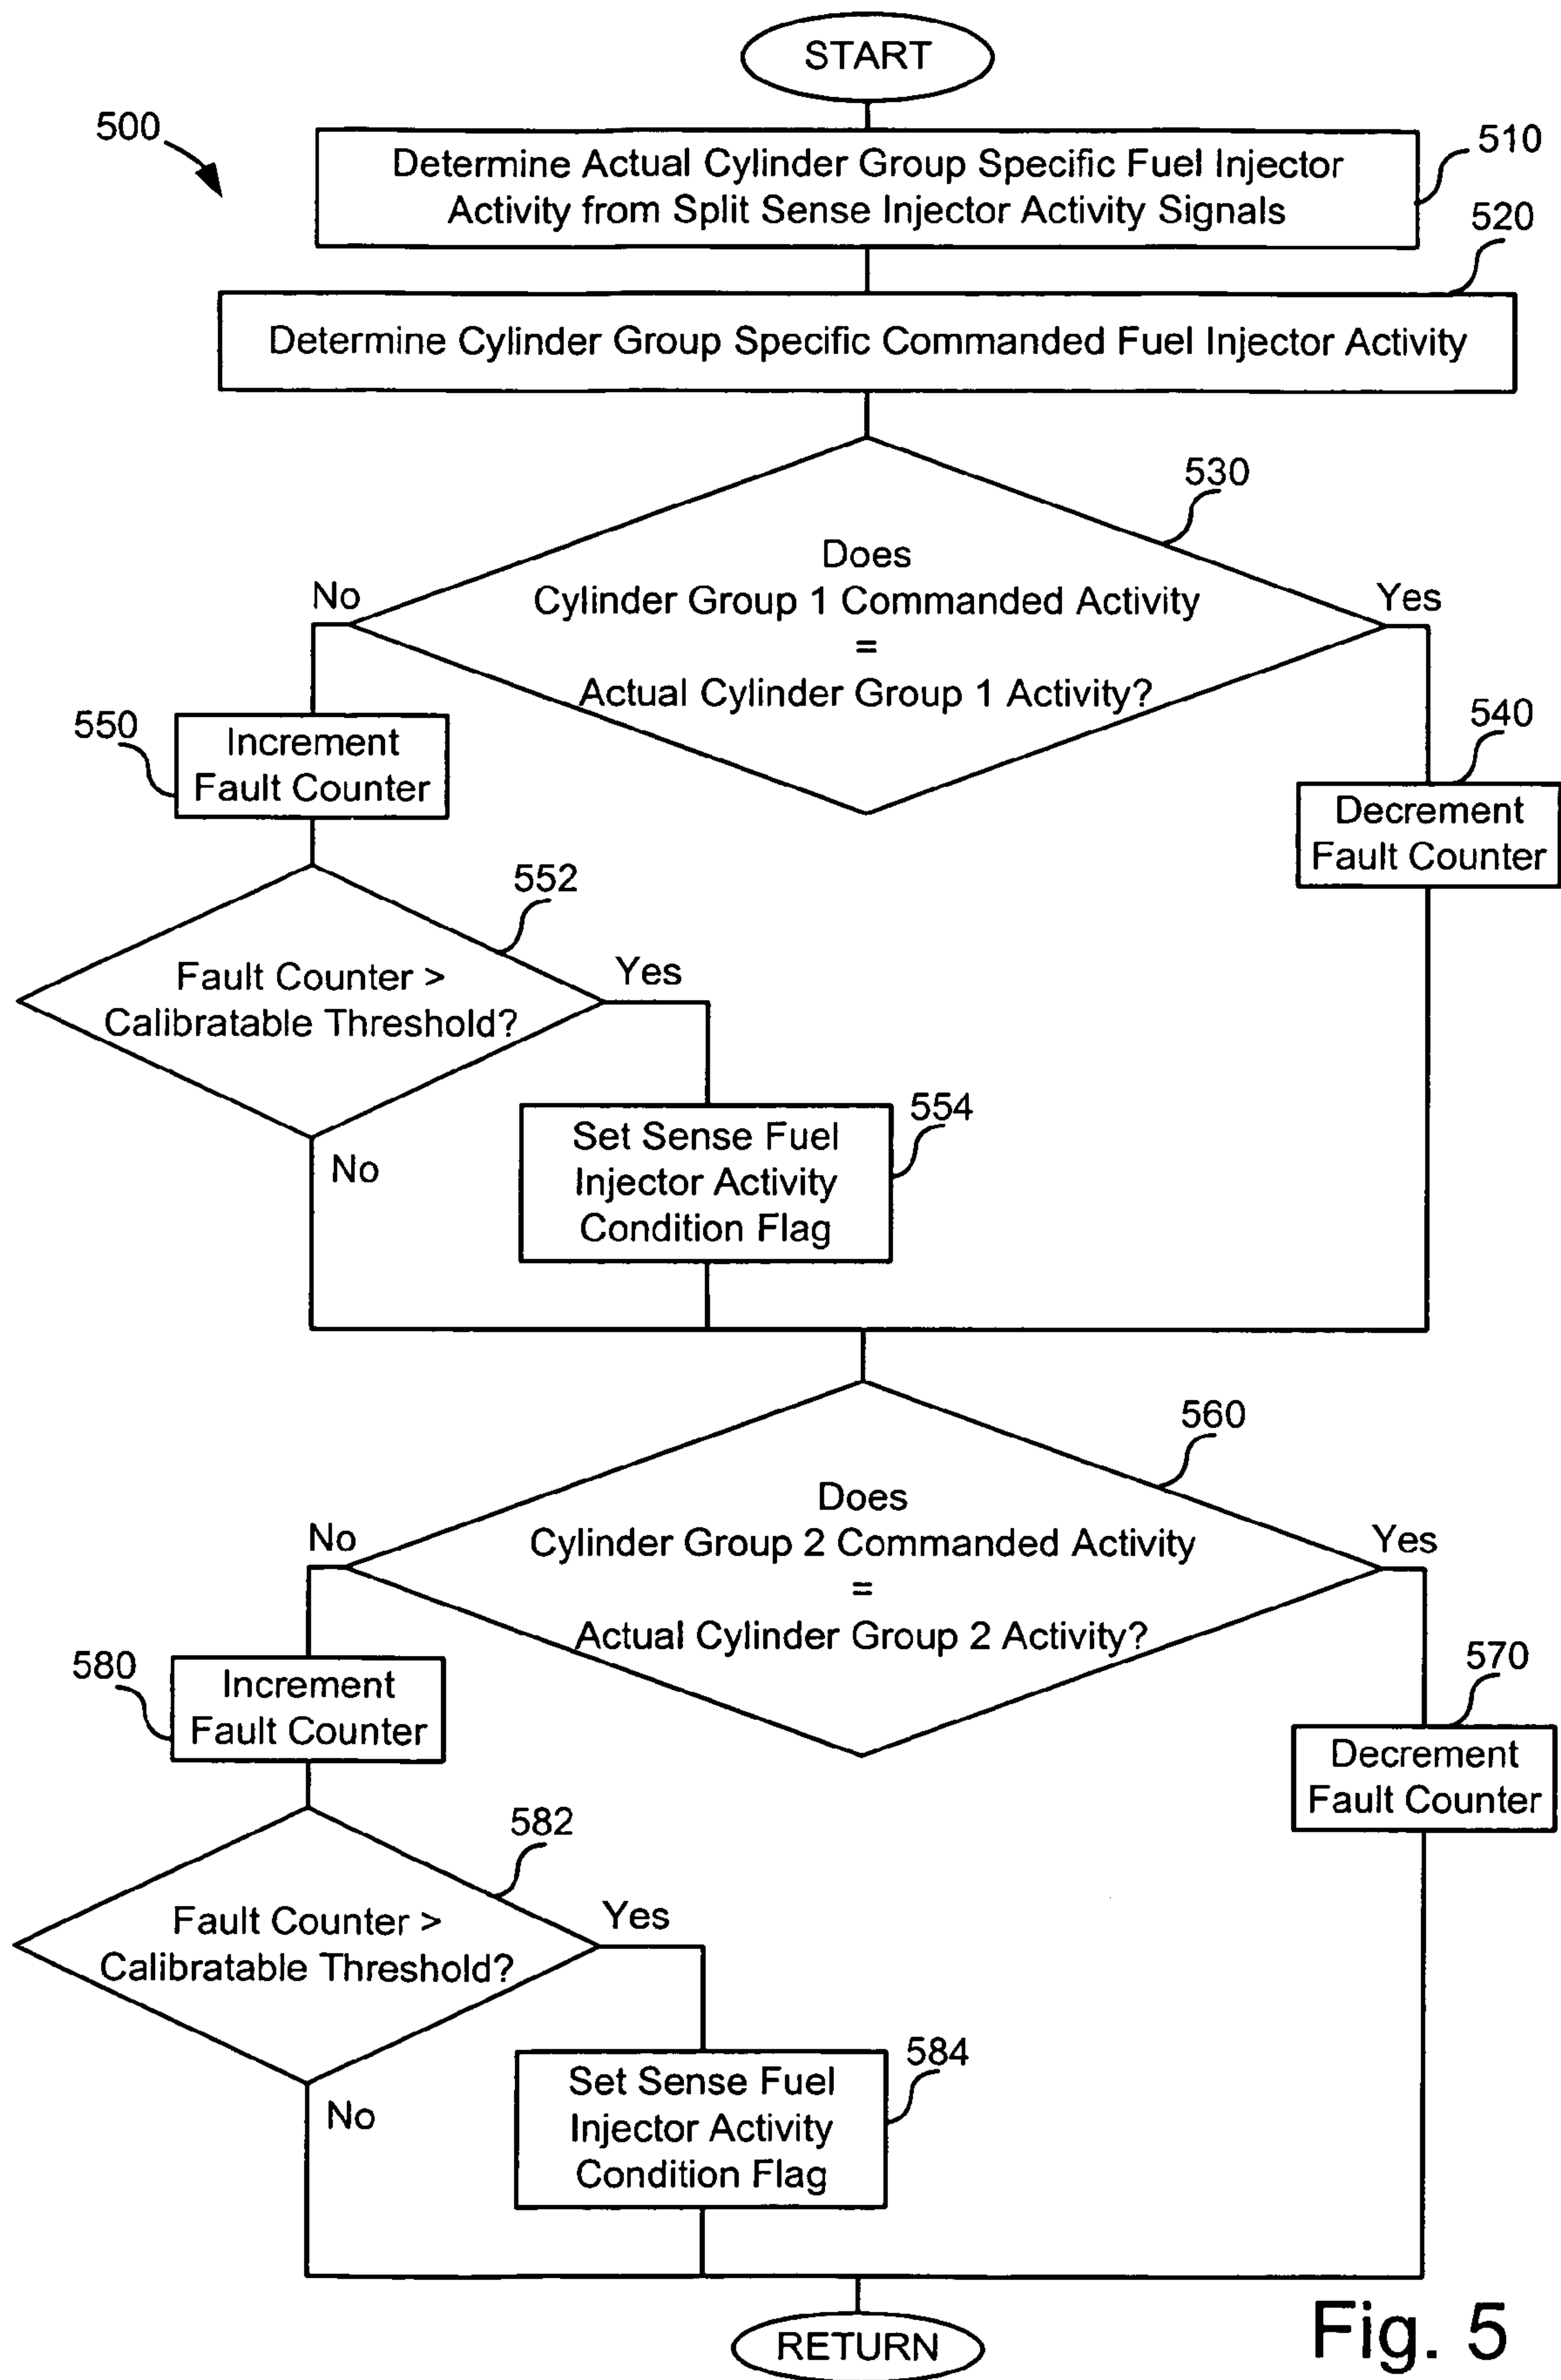 START
500
510
Determine Actual Cylinder Group Specific Fuel Injector
Activity from Split Sense Injector Activity Signals
520
Determine Cylinder Group Specific Commanded Fuel Injector Activity
530
Does
Cylinder Group 1 Commanded Activity
=
Actual Cylinder Group 1 Activity?
No
Yes
550
Increment
Fault Counter
540
Decrement
Fault Counter
552
Fault Counter >
Calibratable Threshold?
Yes
No
554
Set Sense Fuel
Injector Activity
Condition Flag
560
Does
Cylinder Group 2 Commanded Activity
=
Actual Cylinder Group 2 Activity?
No
Yes
580
Increment
Fault Counter
570
Decrement
Fault Counter
582
Fault Counter >
Calibratable Threshold?
Yes
No
584
Set Sense Fuel
Injector Activity
Condition Flag
RETURN
Fig. 5